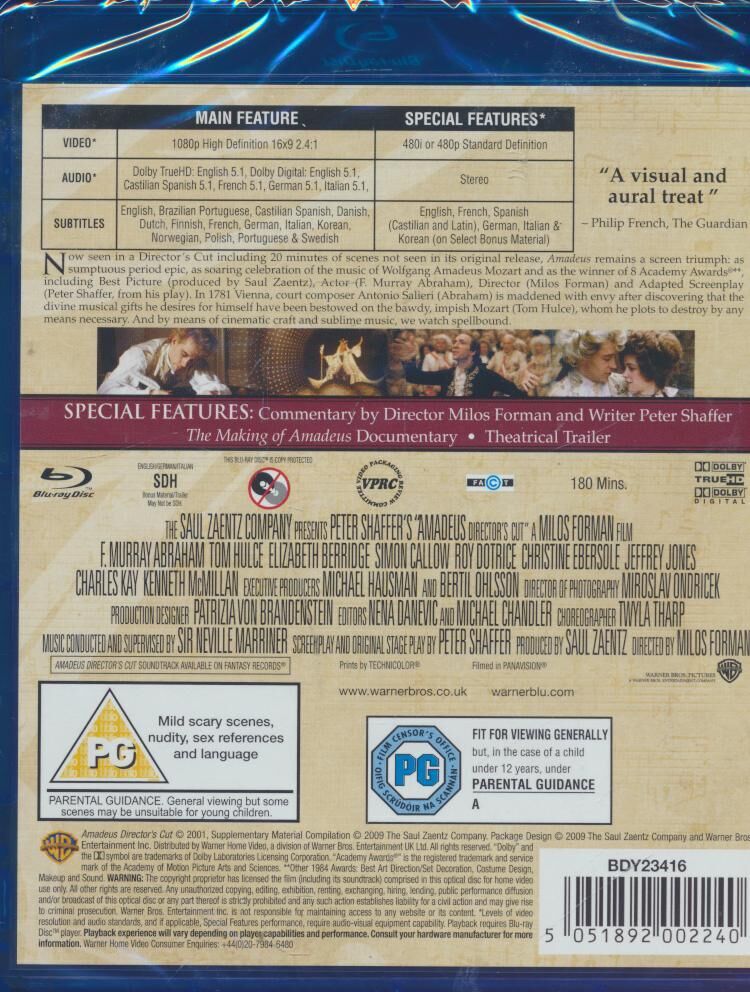 MAIN FEATURE SPECIAL FEATURES*
VIDEO* 1080p High Definition 16x9 2.4:1 480i or 480p Standard Definition
AUDIO* Dolby TrueHD: English 5.1, Dolby Digital: English 5.1, Castilian Spanish 5.1, French 5.1, German 5.1, Italian 5.1, Stereo
SUBTITLES English, Brazilian Portuguese, Castilian Spanish, Danish, Dutch, Finnish, French, German, Italian, Korean, Norwegian, Polish, Portuguese & Swedish English, French, Spanish (Castilian and Latin), German, Italian & Korean (on Select Bonus Material)
“A visual and
aural treat ”
– Philip French, The Guardian
Now seen in a Director's Cut including 20 minutes of scenes not seen in its original release, Amadeus remains a screen triumph: as
sumptuous period epic, as soaring celebration of the music of Wolfgang Amadeus Mozart and as the winner of 8 Academy Awards®**,
including Best Picture (produced by Saul Zaentz), Actor (F. Murray Abraham), Director (Milos Forman) and Adapted Screenplay
(Peter Shaffer, from his play). In 1781 Vienna, court composer Antonio Salieri (Abraham) is maddened with envy after discovering that the
divine musical gifts he desires for himself have been bestowed on the bawdy, impish Mozart (Tom Hulce), whom he plots to destroy by any
means necessary. And by means of cinematic craft and sublime music, we watch spellbound.
SPECIAL FEATURES: Commentary by Director Milos Forman and Writer Peter Shaffer
The Making of Amadeus Documentary • Theatrical Trailer
Blu-ray Disc
ENGLISH/GERMAN/ITALIAN
SDH
Bonus Material/Trailer
May Not be SDH.
THIS BLU-RAY DISC™ IS COPY PROTECTED
VIDEO PACKAGING REVIEW COMMITTEE
VPRC
FACT
180 Mins.
DOLBY
TRUEHD
DOLBY
DIGITAL
THE SAUL ZAENTZ COMPANY PRESENTS PETER SHAFFER'S "AMADEUS DIRECTOR'S CUT" A MILOS FORMAN FILM
F. MURRAY ABRAHAM TOM HULCE ELIZABETH BERRIDGE SIMON CALLOW ROY DOTRICE CHRISTINE EBERSOLE JEFFREY JONES
CHARLES KAY KENNETH McMILLAN EXECUTIVE PRODUCERS MICHAEL HAUSMAN AND BERTIL OHLSSON DIRECTOR OF PHOTOGRAPHY MIROSLAV ONDRICEK
PRODUCTION DESIGNER PATRIZIA VON BRANDENSTEIN EDITORS NENA DANEVIC AND MICHAEL CHANDLER CHOREOGRAPHER TWYLA THARP
MUSIC CONDUCTED AND SUPERVISED BY SIR NEVILLE MARRINER SCREENPLAY AND ORIGINAL STAGE PLAY BY PETER SHAFFER PRODUCED BY SAUL ZAENTZ DIRECTED BY MILOS FORMAN
AMADEUS DIRECTOR'S CUT SOUNDTRACK AVAILABLE ON FANTASY RECORDS® Prints by TECHNICOLOR® Filmed in PANAVISION®
WARNER BROS. PICTURES
A WARNER BROS. ENTERTAINMENT COMPANY
www.warnerbros.co.uk warnerblu.com
PG
Mild scary scenes,
nudity, sex references
and language
PARENTAL GUIDANCE. General viewing but some
scenes may be unsuitable for young children.
FILM CENSOR'S OFFICE
PG
OIFIG SCRÚDÓIR NA SCANNÁN
FIT FOR VIEWING GENERALLY
but, in the case of a child
under 12 years, under
PARENTAL GUIDANCE
A
Amadeus Director's Cut © 2001, Supplementary Material Compilation © 2009 The Saul Zaentz Company. Package Design © 2009 The Saul Zaentz Company and Warner Bros.
Entertainment Inc. Distributed by Warner Home Video, a division of Warner Bros. Entertainment UK Ltd. All rights reserved. "Dolby" and
the DD symbol are trademarks of Dolby Laboratories Licensing Corporation. "Academy Awards®" is the registered trademark and service
mark of the Academy of Motion Picture Arts and Sciences. **Other 1984 Awards: Best Art Direction/Set Decoration, Costume Design,
Makeup and Sound. WARNING: The copyright proprietor has licensed the film (including its soundtrack) comprised in this optical disc for home video
use only. All other rights are reserved. Any unauthorized copying, editing, exhibition, renting, exchanging, hiring, lending, public performance diffusion
and/or broadcast of this optical disc or any part thereof is strictly prohibited and any such action establishes liability for a civil action and may give rise
to criminal prosecution. Warner Bros. Entertainment Inc. is not responsible for maintaining access to any website or its content. *Levels of video
resolution and audio standards, and if applicable, Special Features performance, require audio-visual equipment capability. Playback requires Blu-ray
Disc™ player. Playback experience will vary depending on player capabilities and performance. Consult your hardware manufacturer for more
information. Warner Home Video Consumer Enquiries: +44(0)20-7984-6480
BDY23416
5 051892 002240